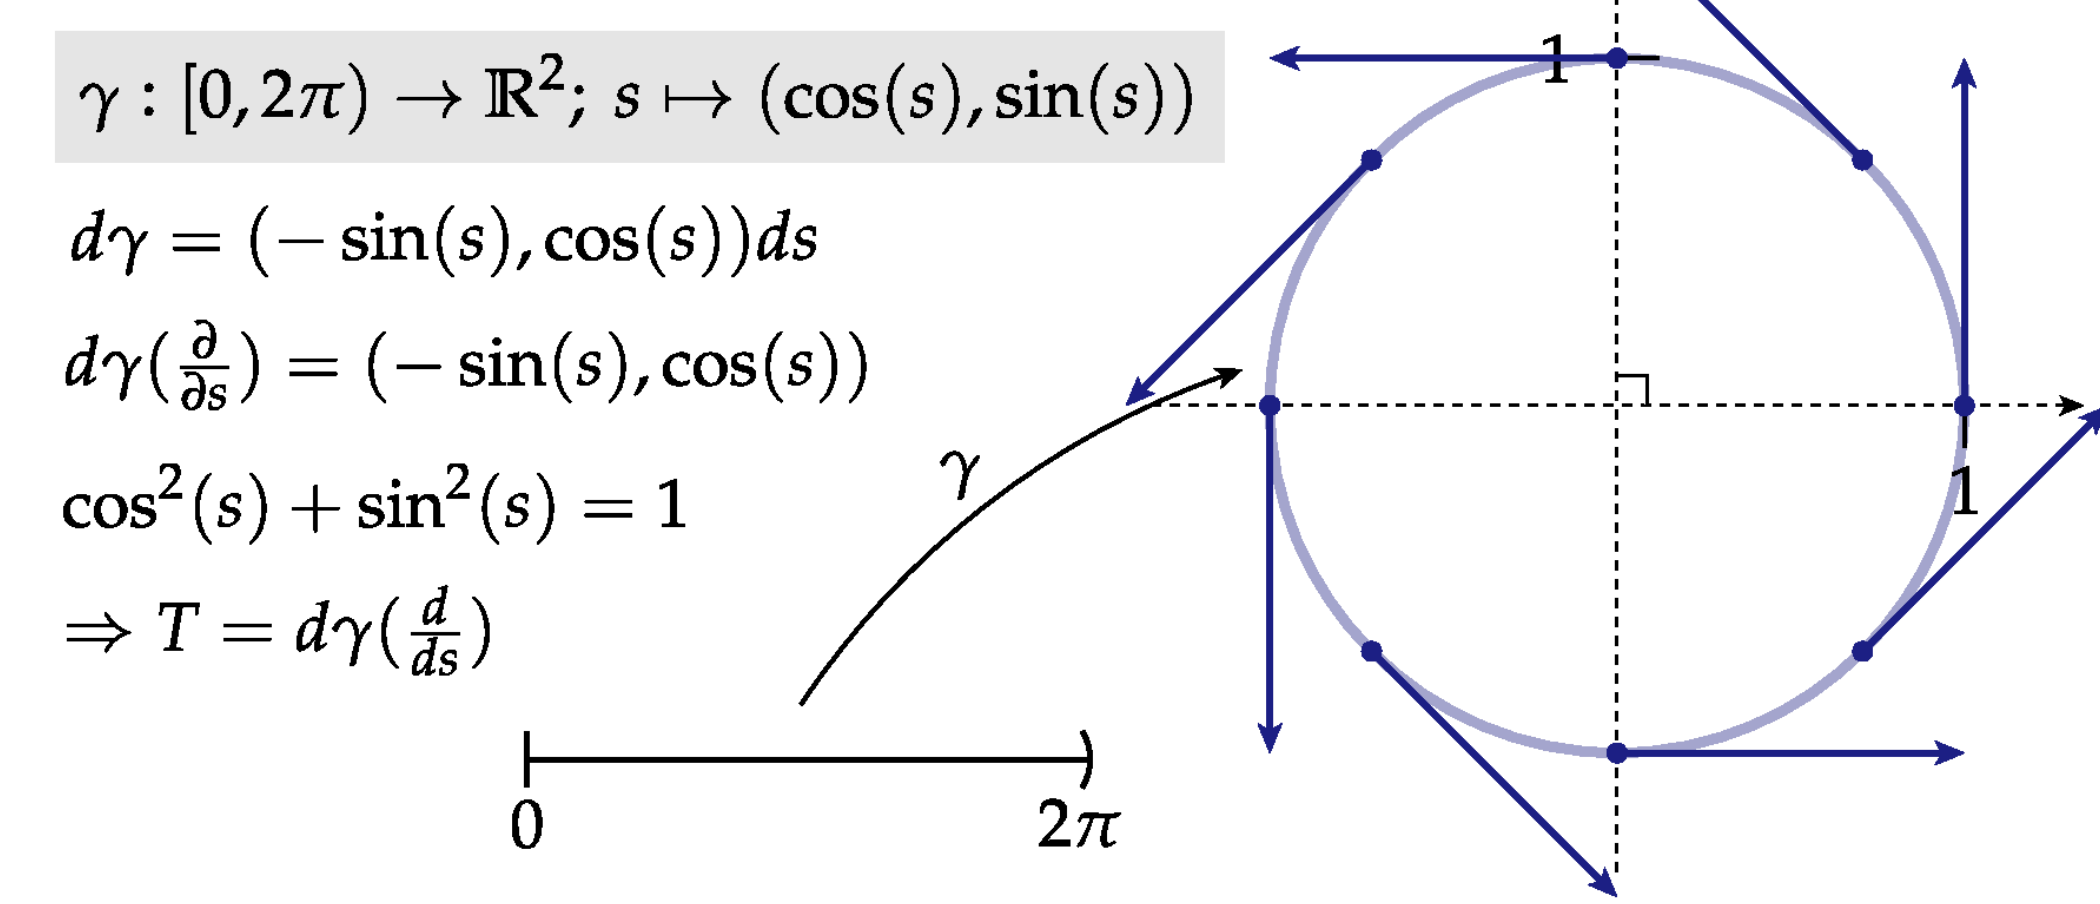 γ : [0, 2π) → ℝ²; s ↦ (cos(s), sin(s))
dγ = (− sin(s), cos(s))ds
dγ(∂/∂s) = (− sin(s), cos(s))
cos²(s) + sin²(s) = 1
⇒ T = dγ(d/ds)
γ
0
2π
1
1